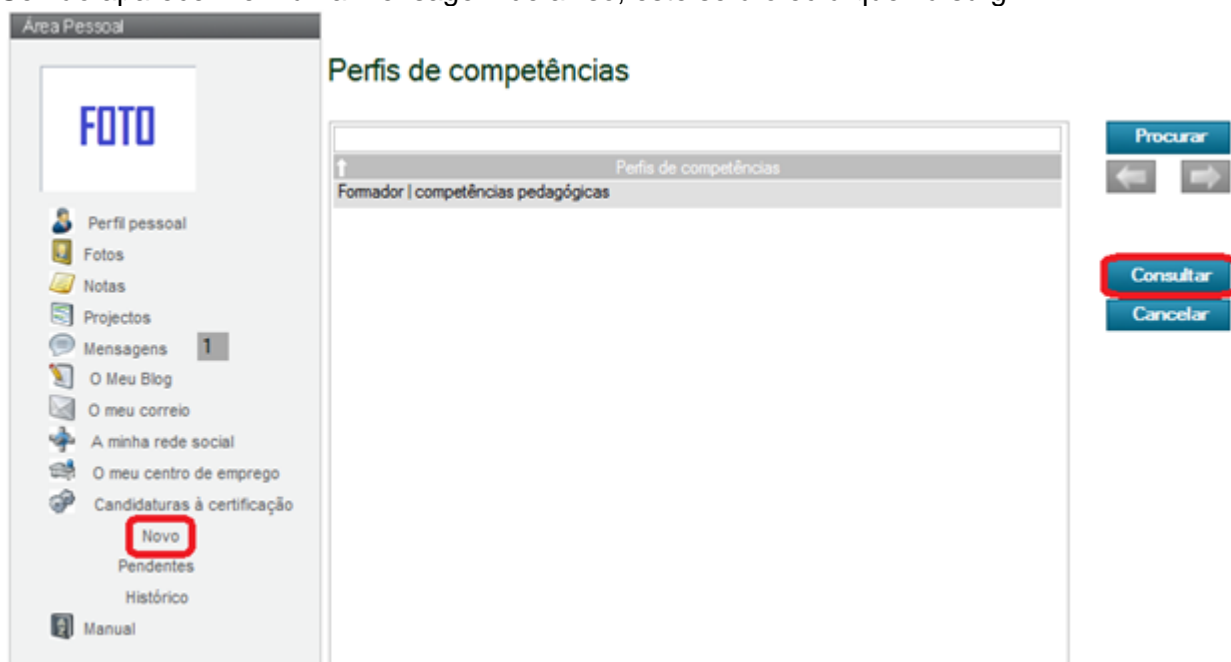 Área Pessoal
FOTO
Perfil pessoal
Fotos
Notas
Projectos
Mensagens 1
O Meu Blog
O meu correio
A minha rede social
O meu centro de emprego
Candidaturas à certificação
Novo
Pendentes
Histórico
Manual
Perfis de competências
Perfis de competências
Formador | competências pedagógicas
Procurar
Consultar
Cancelar